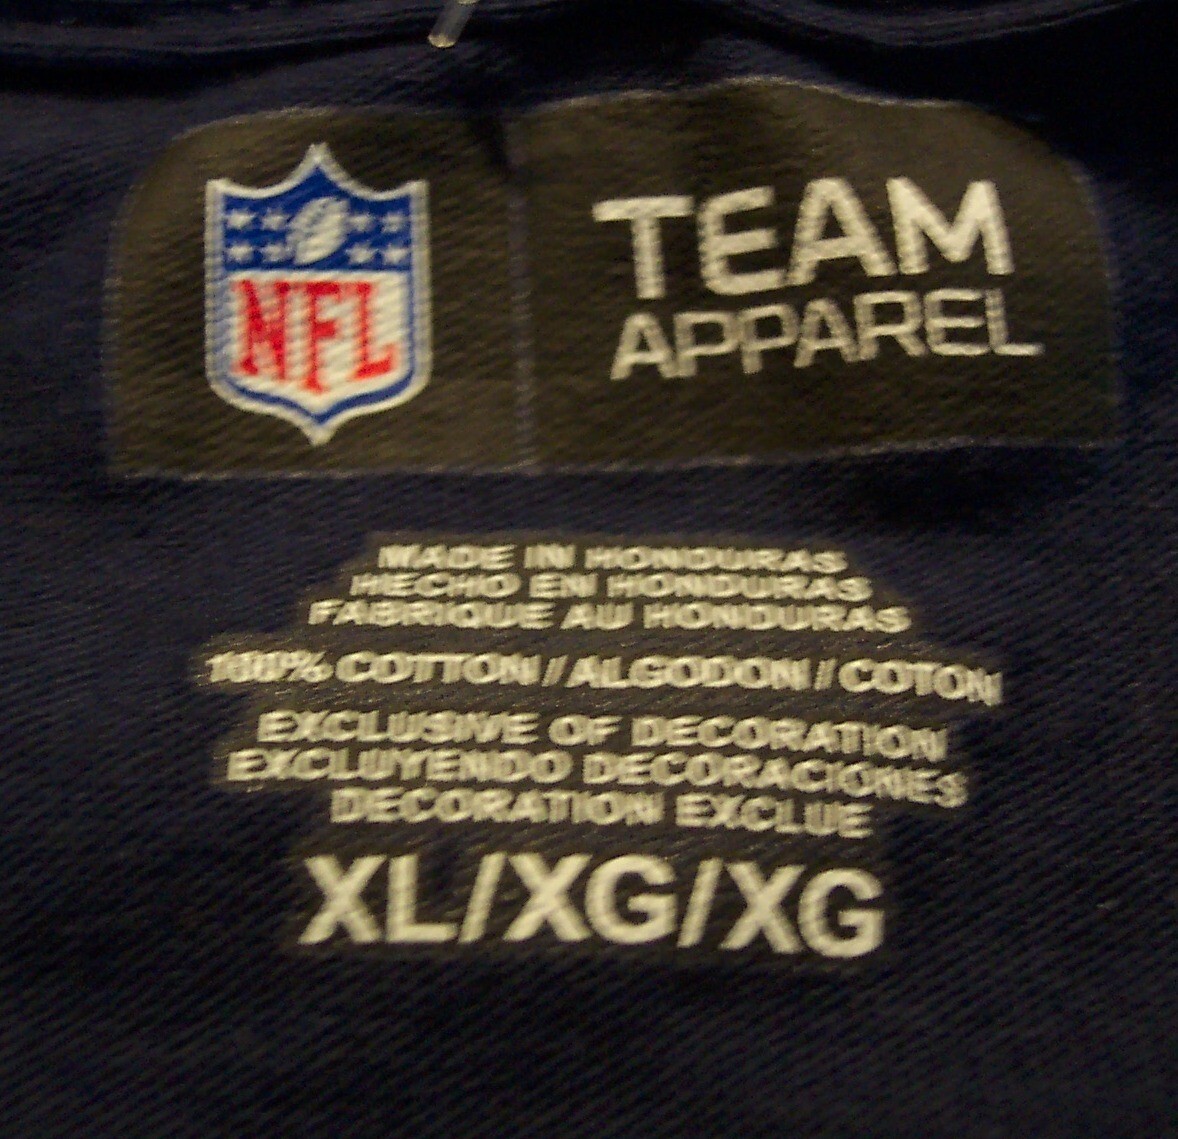 NFL
TEAM
APPAREL
MADE IN HONDURAS
HECHO EN HONDURAS
FABRIQUE AU HONDURAS
100% COTTON / ALGODON / COTON
EXCLUSIVE OF DECORATION
EXCLUYENDO DECORACIONES
DECORATION EXCLUE
XL/XG/XG